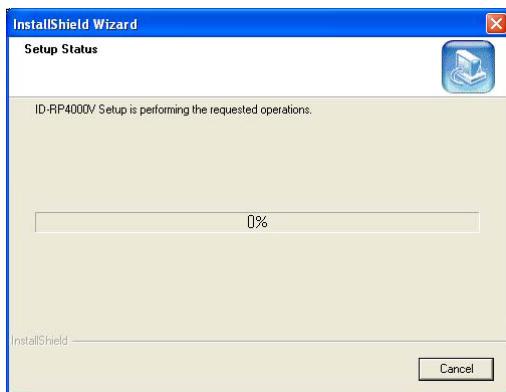 InstallShield Wizard
Setup Status
ID-RP4000V Setup is performing the requested operations.
0%
InstallShield
Cancel